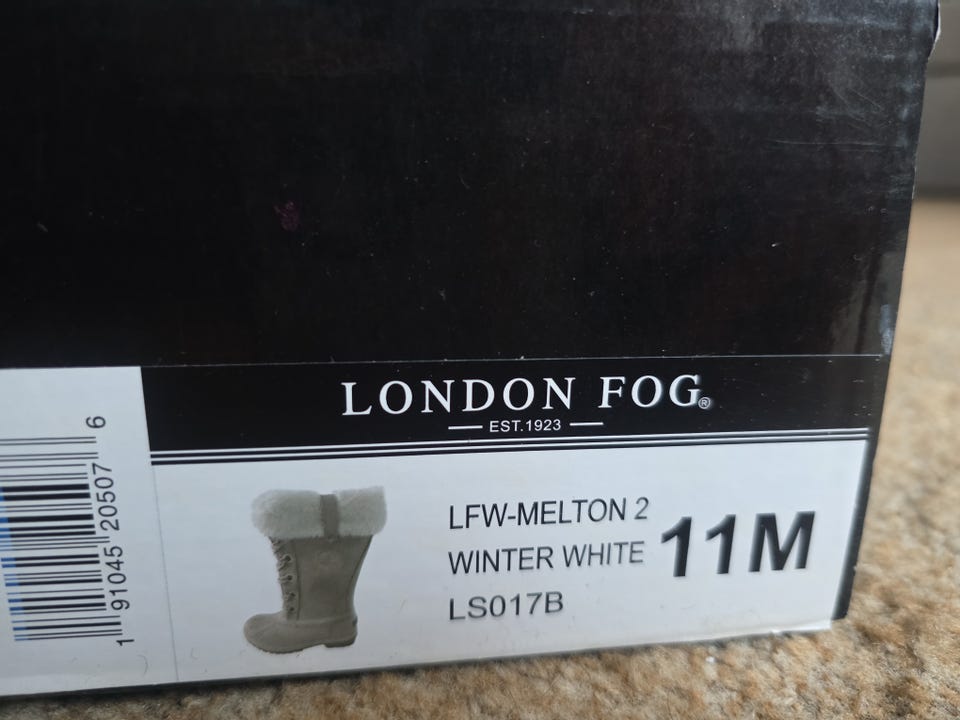 LONDON FOG®
EST.1923
LFW-MELTON 2
WINTER WHITE
LS017B
11M
1 91045 20507 6